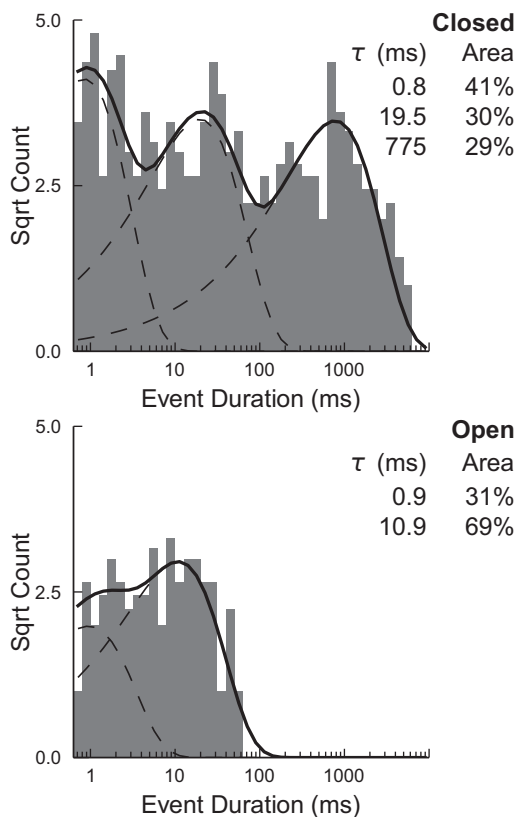 Closed
τ (ms) Area
0.8 41%
19.5 30%
775 29%
5.0
2.5
0.0
Sqrt Count
1 10 100 1000
Event Duration (ms)
Open
τ (ms) Area
0.9 31%
10.9 69%
5.0
2.5
0.0
Sqrt Count
1 10 100 1000
Event Duration (ms)